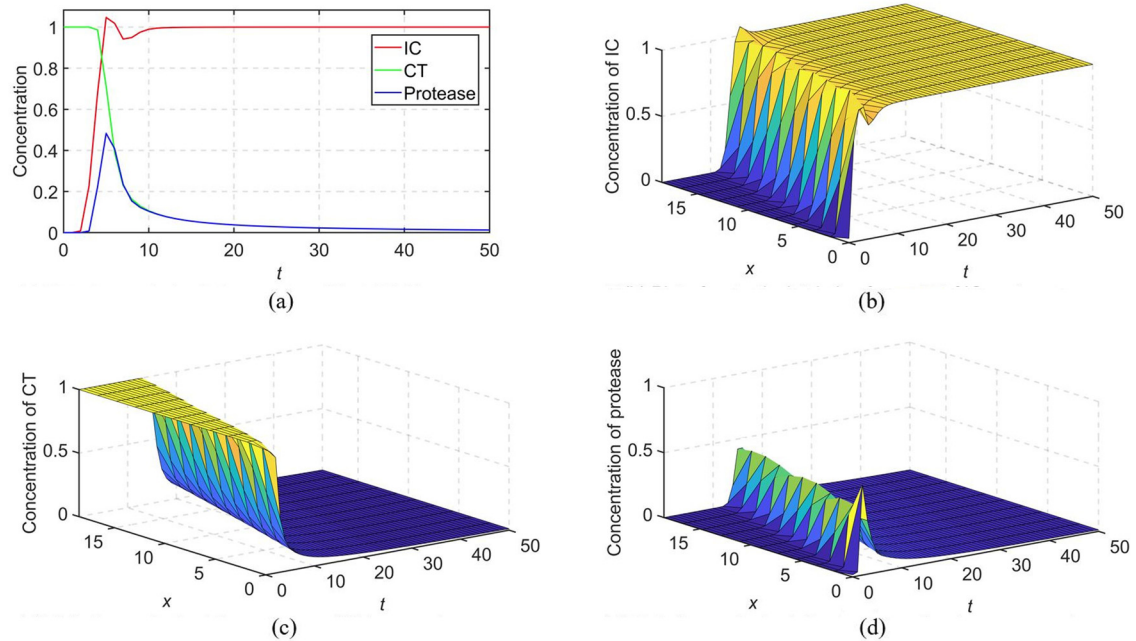 Concentration
1
0.8
0.6
0.4
0.2
0
IC
CT
Protease
0 10 20 30 40 50
t
(a)
Concentration of IC
1
0.5
0
15 10 5 0
x
0 10 20 30 40 50
t
(b)
Concentration of CT
1
0.5
0
15 10 5 0
x
0 10 20 30 40 50
t
(c)
Concentration of protease
1
0.5
0
15 10 5 0
x
0 10 20 30 40 50
t
(d)